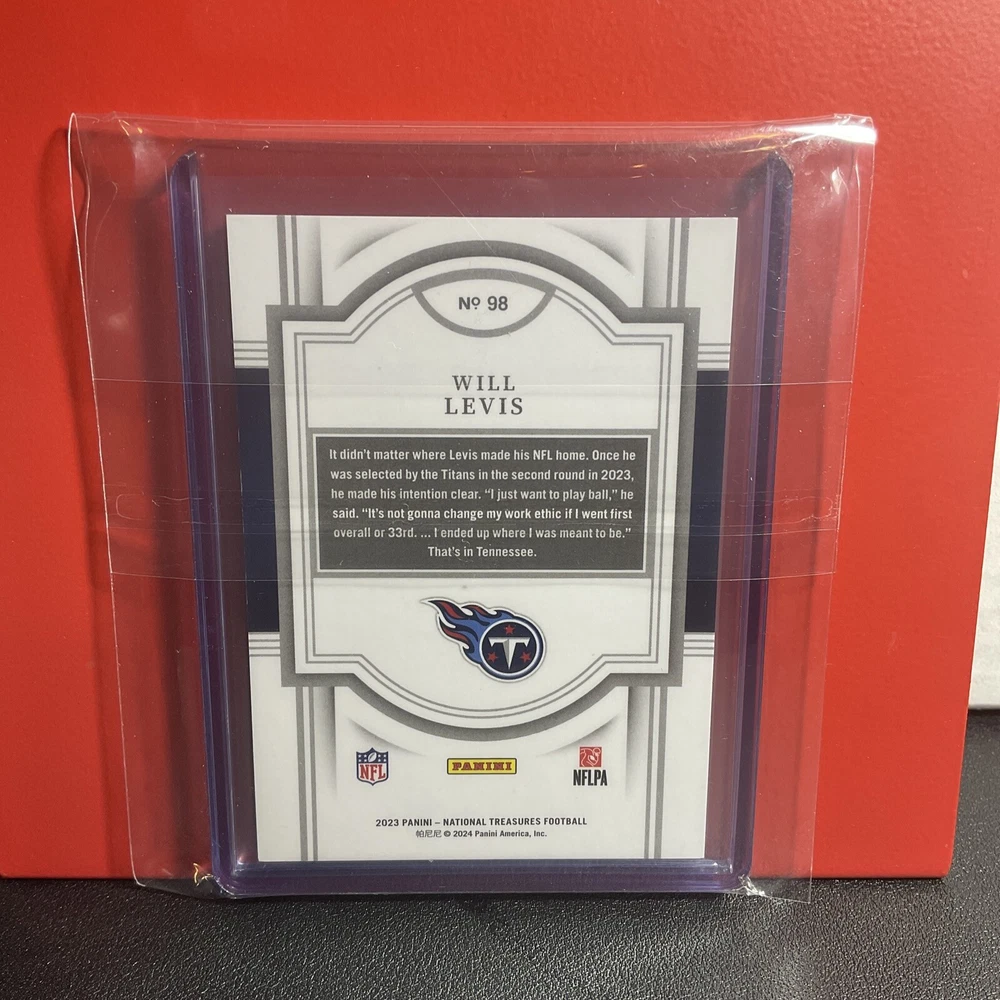 Nº 98
WILL
LEVIS
It didn't matter where Levis made his NFL home. Once he
was selected by the Titans in the second round in 2023,
he made his intention clear. “I just want to play ball,” he
said. “It's not gonna change my work ethic if I went first
overall or 33rd. ... I ended up where I was meant to be.”
That's in Tennessee.
T
NFL
PANINI
NFLPA
2023 PANINI – NATIONAL TREASURES FOOTBALL
帕尼尼 © 2024 Panini America, Inc.